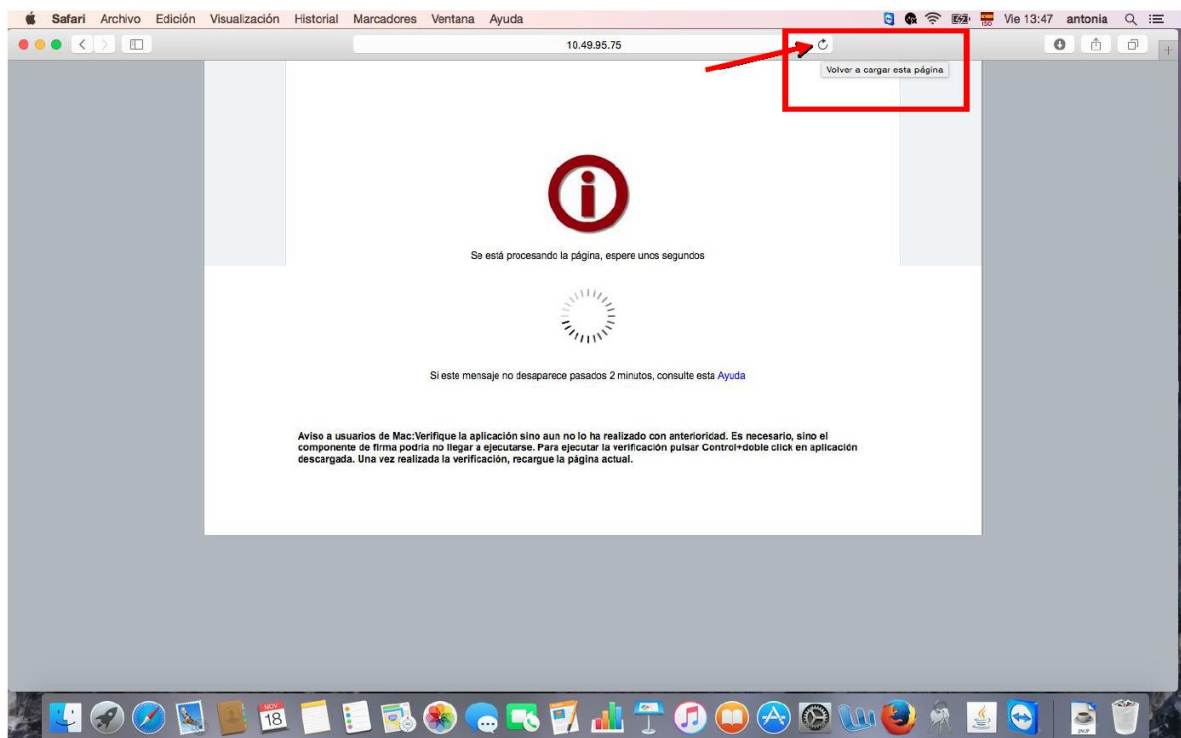 Safari Archivo Edición Visualización Historial Marcadores Ventana Ayuda
ISO
Vie 13:47 antonia
10.49.95.75
Volver a cargar esta página
Se está procesando la página, espere unos segundos
Si este mensaje no desaparece pasados 2 minutos, consulte esta Ayuda
Aviso a usuarios de Mac:Verifique la aplicación sino aun no lo ha realizado con anterioridad. Es necesario, sino el
componente de firma podria no llegar a ejecutarse. Para ejecutar la verificación pulsar Control+doble click en aplicación
descargada. Una vez realizada la verificación, recargue la página actual.
NOV
18
JNLP